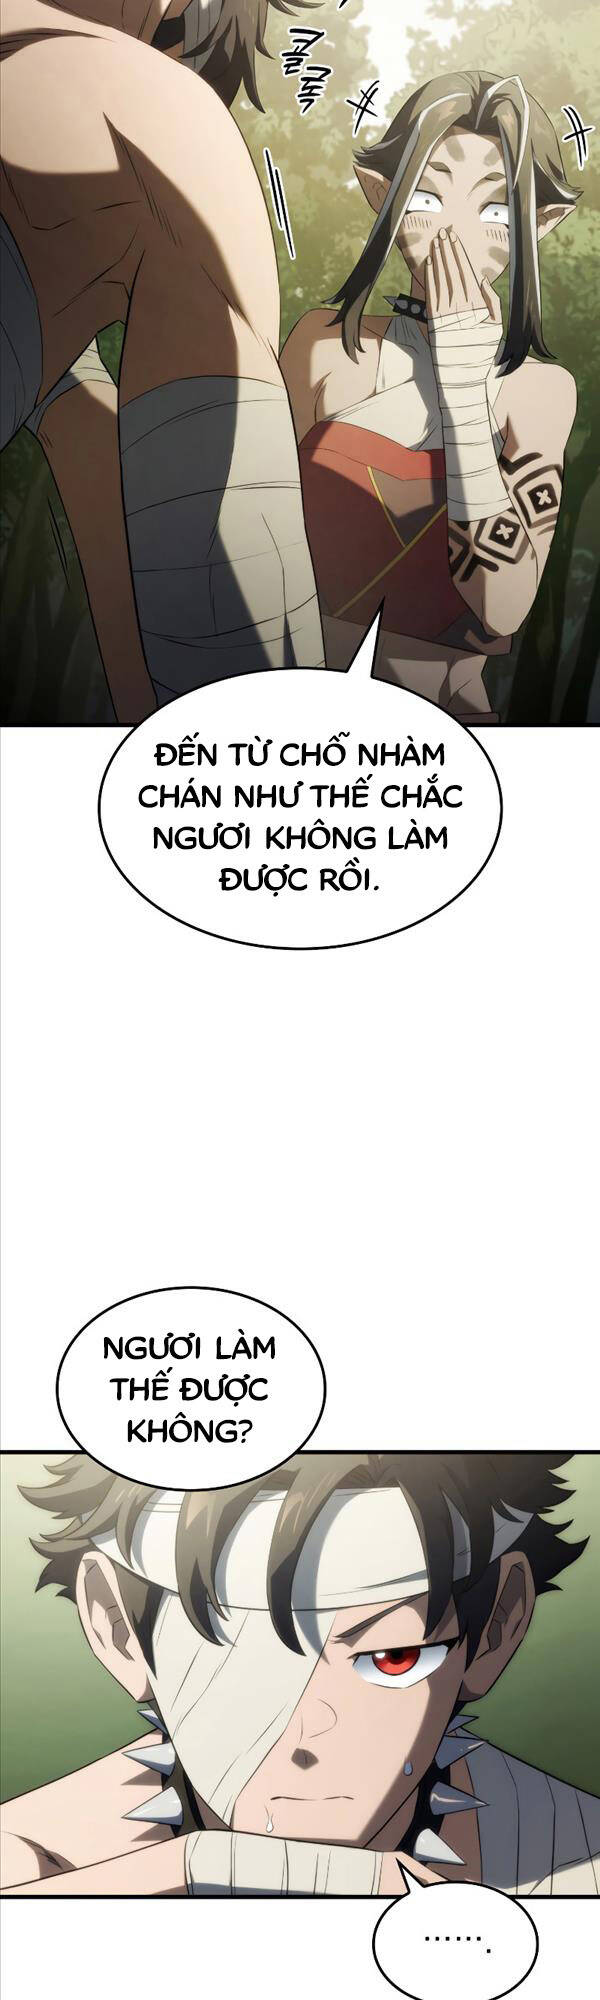 ĐẾN TỪ CHỖ NHÀM
CHÁN NHƯ THẾ CHẮC
NGƯƠI KHÔNG LÀM
ĐƯỢC RỒI.
NGƯƠI LÀM
THẾ ĐƯỢC
KHÔNG?
.......